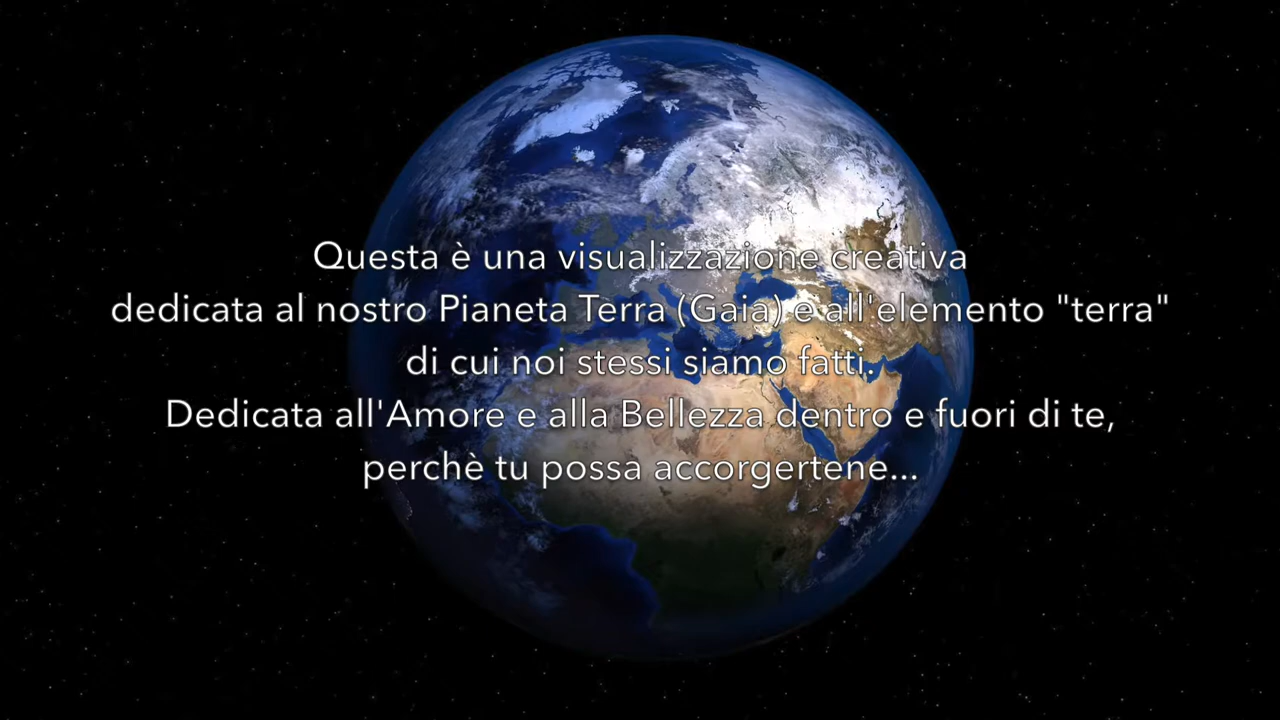 Questa è una visualizzazione creativa
dedicata al nostro Pianeta Terra (Gaia) e all'elemento "terra"
di cui noi stessi siamo fatti.
Dedicata all'Amore e alla Bellezza dentro e fuori di te,
perchè tu possa accorgertene...